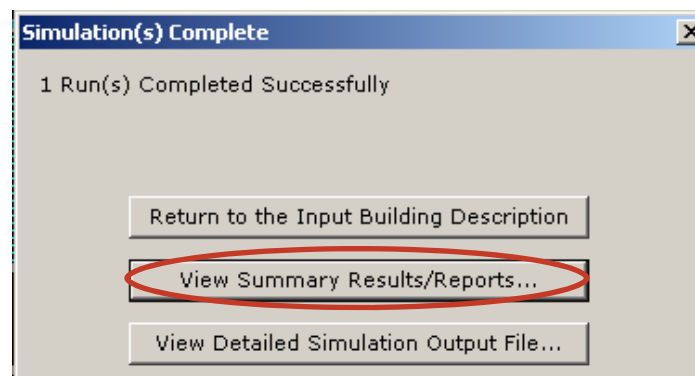 Simulation(s) Complete
1 Run(s) Completed Successfully
Return to the Input Building Description
View Summary Results/Reports...
View Detailed Simulation Output File...